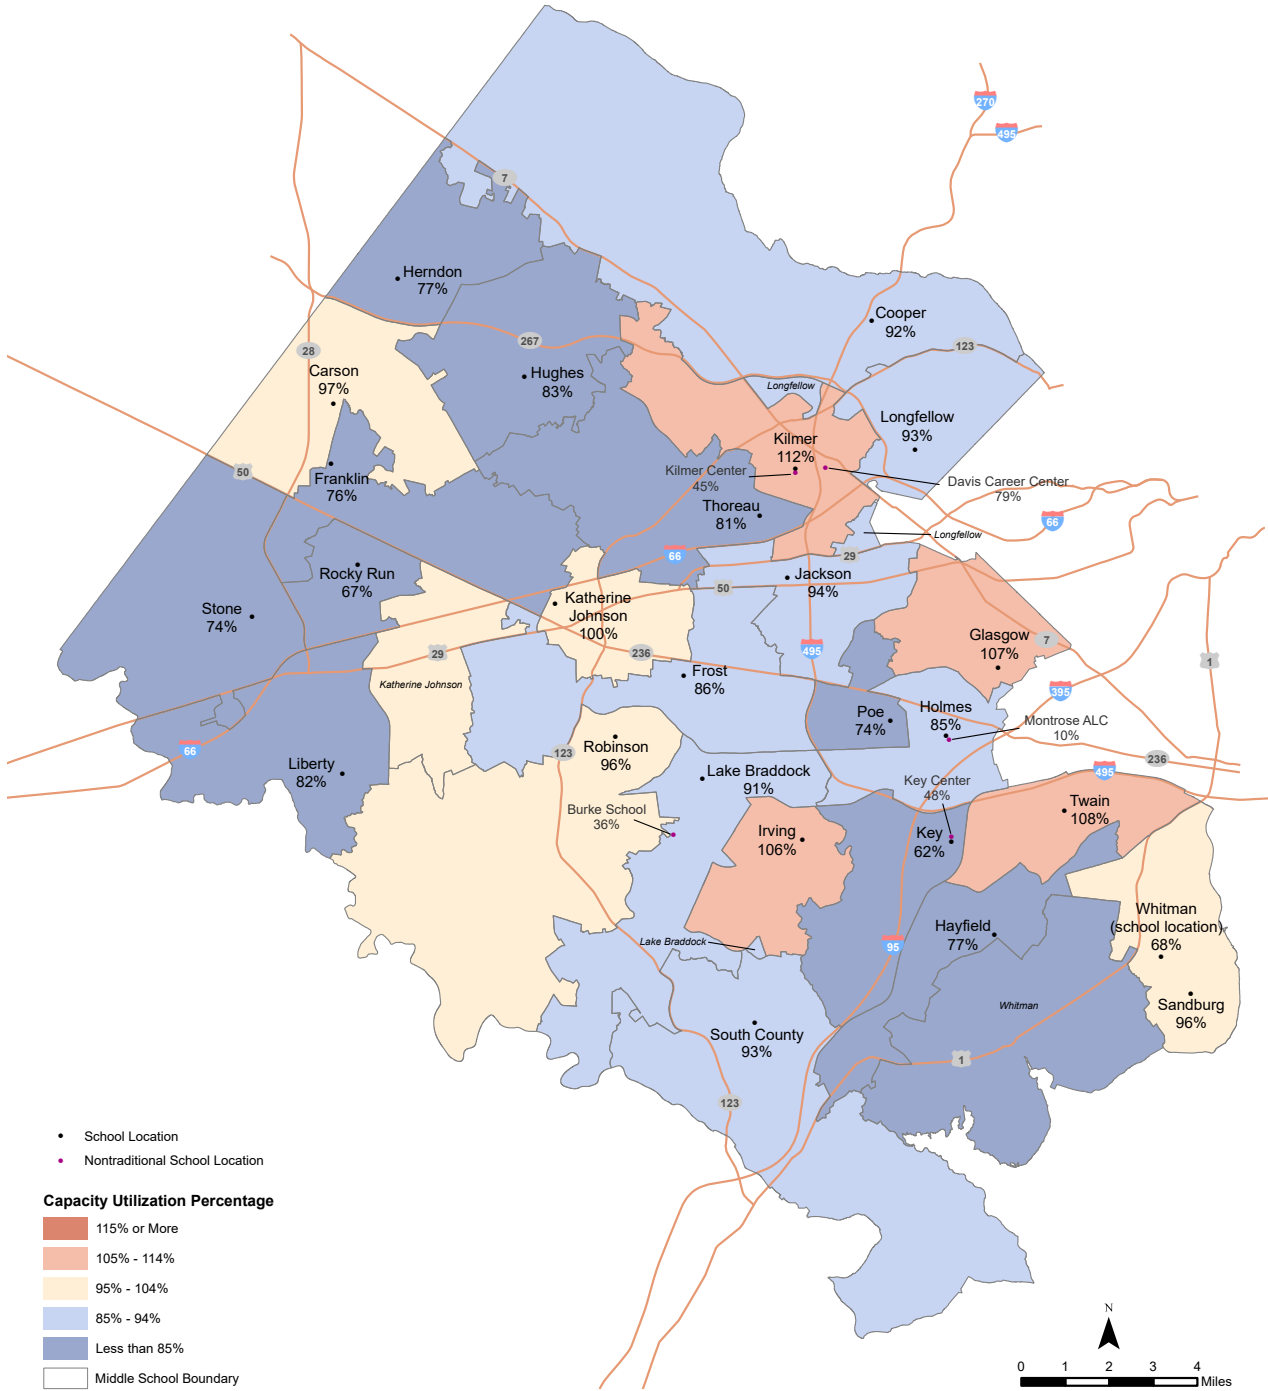 270
495
7
Herndon
77%
Cooper
92%
267
123
28
Carson
97%
Hughes
83%
Longfellow
Longfellow
93%
Kilmer
112%
50
Franklin
76%
Kilmer Center
45%
Davis Career Center
79%
Thoreau
81%
66
Longfellow
66
29
Rocky Run
67%
Jackson
94%
50
Stone
74%
Katherine
Johnson
100%
Glasgow
107%
7
29
236
495
1
Katherine Johnson
Frost
86%
395
Poe
74%
Holmes
85%
Montrose ALC
10%
66
123
Robinson
96%
236
Liberty
82%
Lake Braddock
91%
Key Center
48%
495
Burke School
36%
Twain
108%
Irving
106%
Key
62%
Whitman
(school location)
68%
Hayfield
77%
Lake Braddock
95
Whitman
Sandburg
96%
South County
93%
1
123
School Location
Nontraditional School Location
Capacity Utilization Percentage
115% or More
105% - 114%
95% - 104%
85% - 94%
Less than 85%
Middle School Boundary
N
0 1 2 3 4
Miles